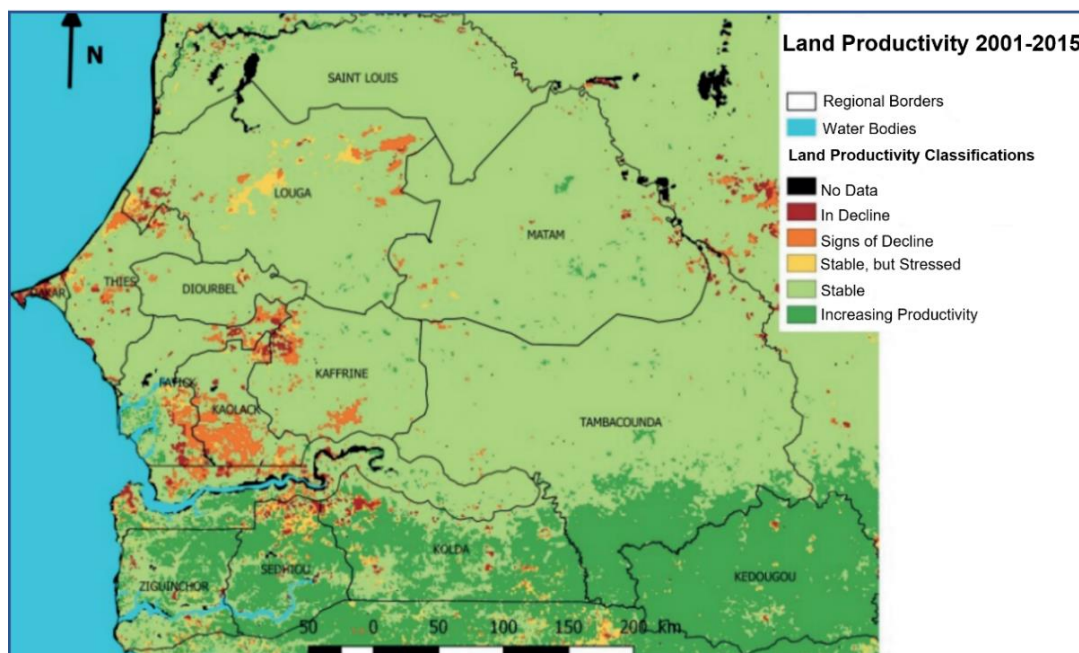 N
Land Productivity 2001-2015
Regional Borders
Water Bodies
Land Productivity Classifications
No Data
In Decline
Signs of Decline
Stable, but Stressed
Stable
Increasing Productivity
SAINT LOUIS
LOUGA
MATAM
THIES
DIOURBEL
KAFFRINE
FATICK
KAOLACK
TAMBACOUNDA
KOLDA
SEDHIOU
ZIGUINCHOR
KEDOUGOU
50 0 50 100 150 200 km